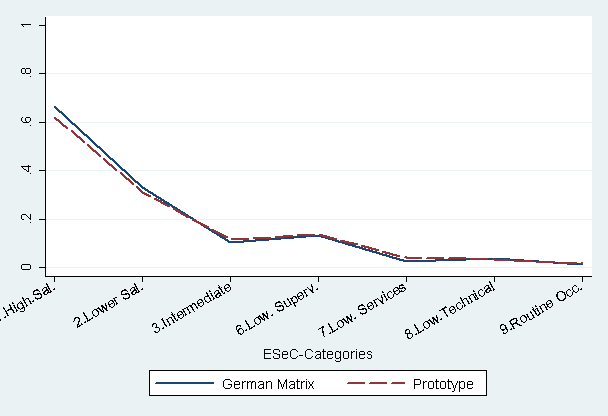 1
.8
.6
.4
.2
0
.High.Sal.
2.Lower Sal.
3.Intermediate
6.Low. Superv.
7.Low. Services
8.Low.Technical
9.Routine Occ.
ESeC-Categories
German Matrix
Prototype